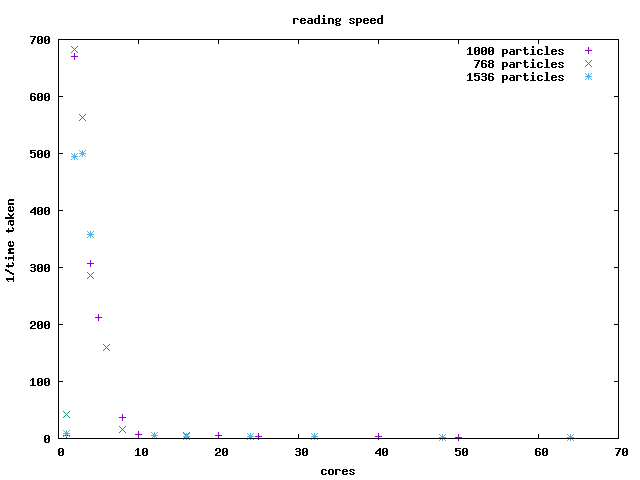 reading speed
1000 particles
768 particles
1536 particles
700
600
500
400
300
200
100
0
1/time taken
0 10 20 30 40 50 60 70
cores